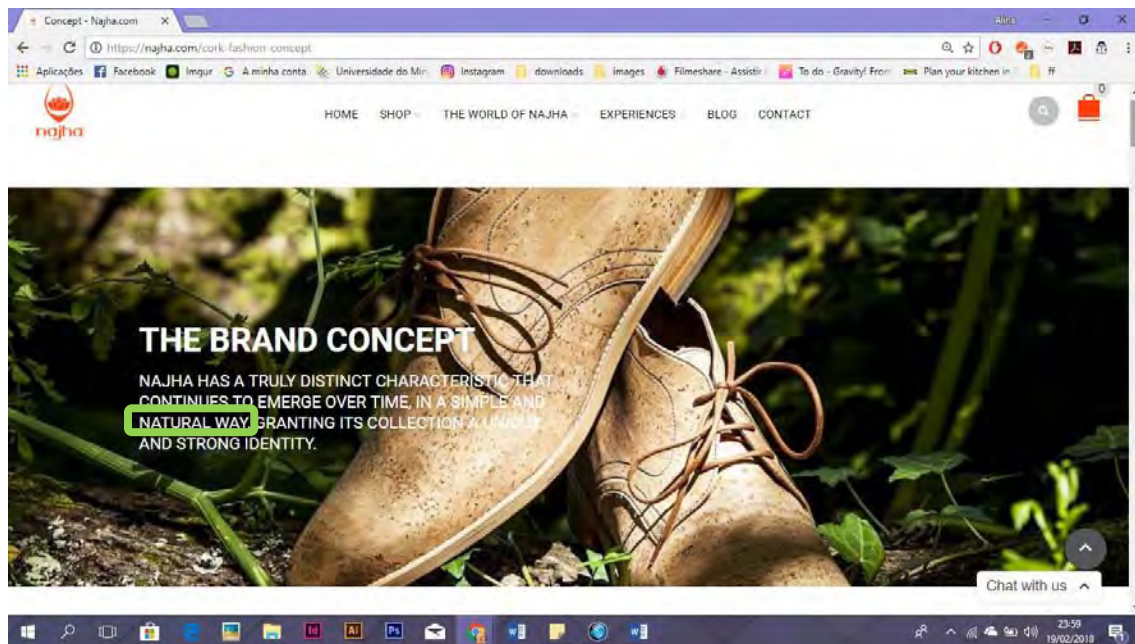 Concept - Najha.com
Alina
https://najha.com/cork-fashion-concept
Aplicações Facebook Imgur A minha conta Universidade do Min Instagram downloads images Filmeshare - Assistir To do - Gravity! From Plan your kitchen in ff
najha
HOME SHOP THE WORLD OF NAJHA EXPERIENCES BLOG CONTACT
0
THE BRAND CONCEPT
NAJHA HAS A TRULY DISTINCT CHARACTERISTIC THAT
CONTINUES TO EMERGE OVER TIME, IN A SIMPLE AND
NATURAL WAY GRANTING ITS COLLECTION A UNIQUE
AND STRONG IDENTITY.
Chat with us
23:59
19/02/2018